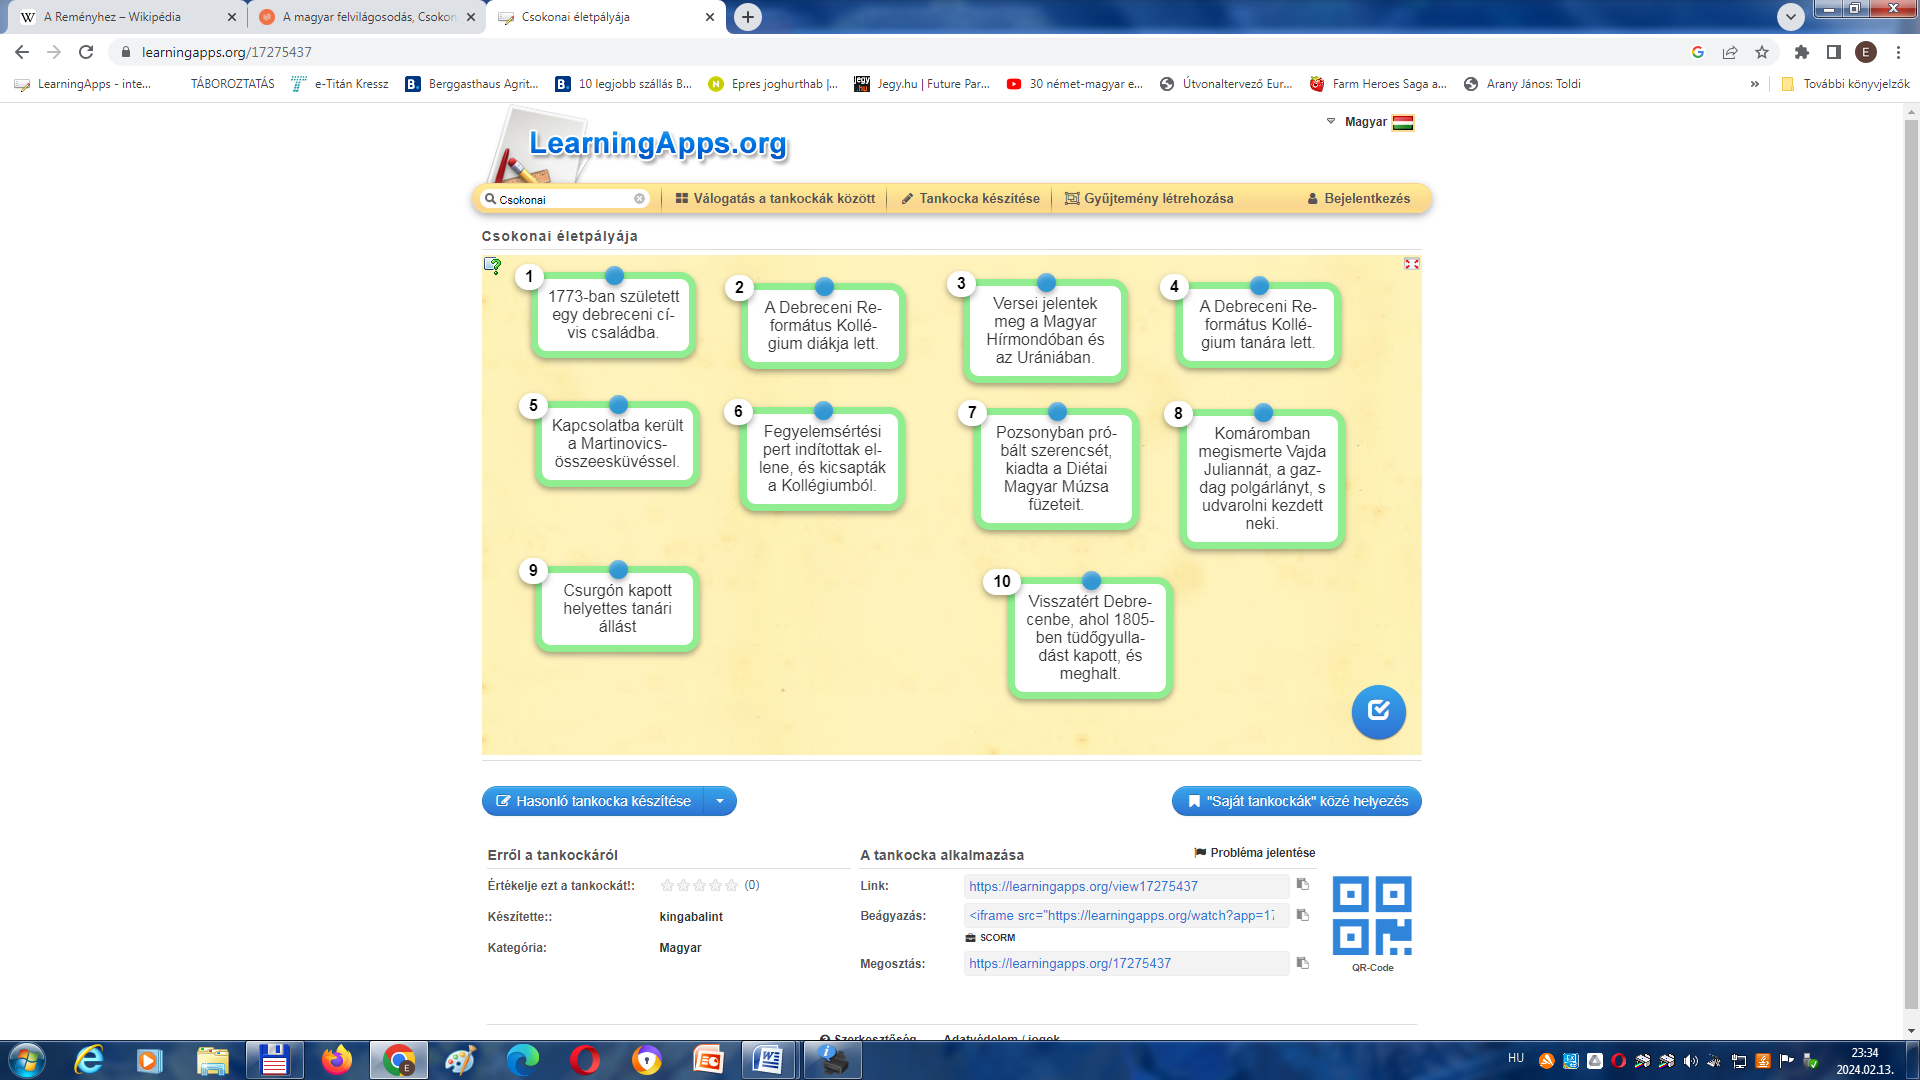 A Reményhez – Wikipédia
A magyar felvilágosodás, Csokon
Csokonai életpályája
learningapps.org/17275437
E
LearningApps - inte...
TÁBOROZTATÁS
e-Titán Kressz
Berggasthaus Agrit...
10 legjobb szállás B...
Epres joghurthab |...
Jegy.hu | Future Par...
30 német-magyar e...
Útvonaltervező Eur...
Farm Heroes Saga a...
Arany János: Toldi
»
További könyvjelzők
LearningApps.org
Magyar
Csokonai
Válogatás a tankockák között
Tankocka készítése
Gyűjtemény létrehozása
Bejelentkezés
Csokonai életpályája
1
1773-ban született
egy debreceni cí-
vis családba.
2
A Debreceni Re-
formátus Kollé-
gium diákja lett.
3
Versei jelentek
meg a Magyar
Hírmondóban és
az Urániában.
4
A Debreceni Re-
formátus Kollé-
gium tanára lett.
5
Kapcsolatba került
a Martinovics-
összeesküvéssel.
6
Fegyelemsértési
pert indítottak el-
lene, és kicsapták
a Kollégiumból.
7
Pozsonyban pró-
bált szerencsét,
kiadta a Diétai
Magyar Múzsa
füzeteit.
8
Komáromban
megismerte Vajda
Juliannát, a gaz-
dag polgárlányt, s
udvarolni kezdett
neki.
9
Csurgón kapott
helyettes tanári
állást
10
Visszatért Debre-
cenbe, ahol 1805-
ben tüdőgyulla-
dást kapott, és
meghalt.
Hasonló tankocka készítése
"Saját tankockák" közé helyezés
Erről a tankockáról
Értékelje ezt a tankockát!:
(0)
Készítette::
kingabalint
Kategória:
Magyar
A tankocka alkalmazása
Probléma jelentése
Link:
https://learningapps.org/view17275437
Beágyazás:
<iframe src="https://learningapps.org/watch?app=17
SCORM
Megosztás:
https://learningapps.org/17275437
QR-Code
Szerkesztőség
Adatvédelem / jogok
HU
23:34
2024.02.13.